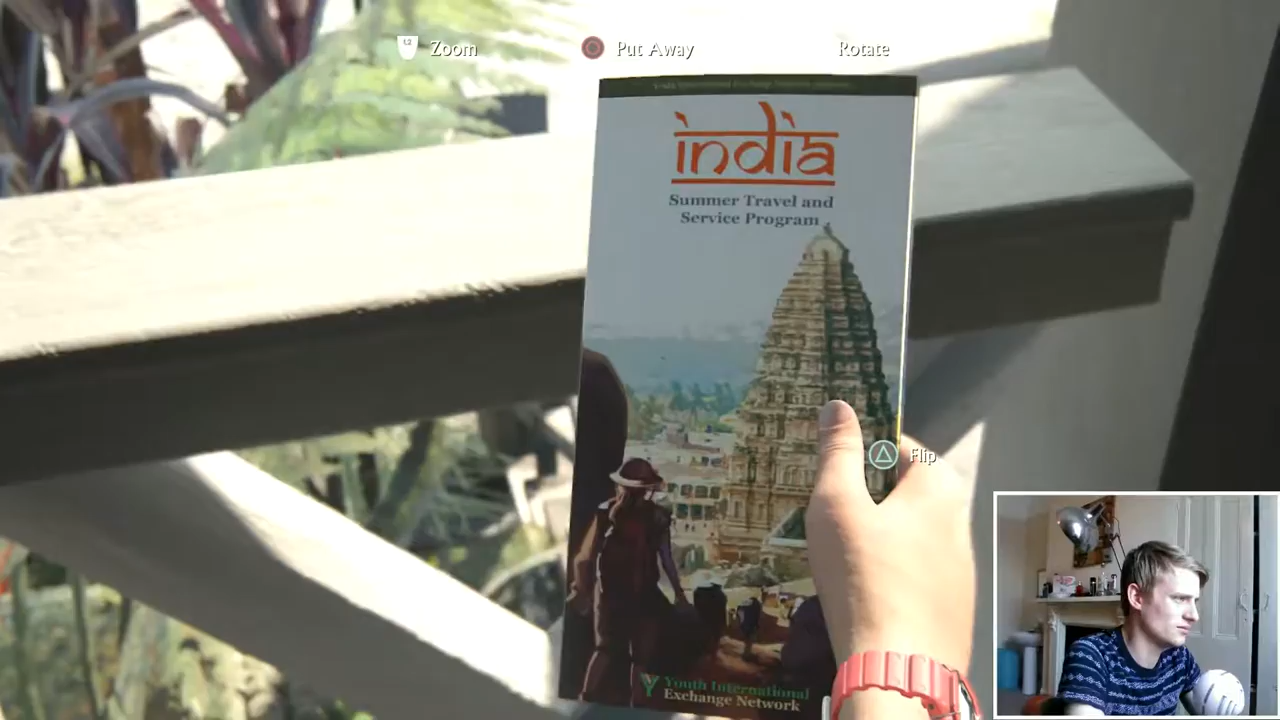 Zoom
Put Away
Rotate
india
Summer Travel and
Service Program
Flip
Youth International
Exchange Network